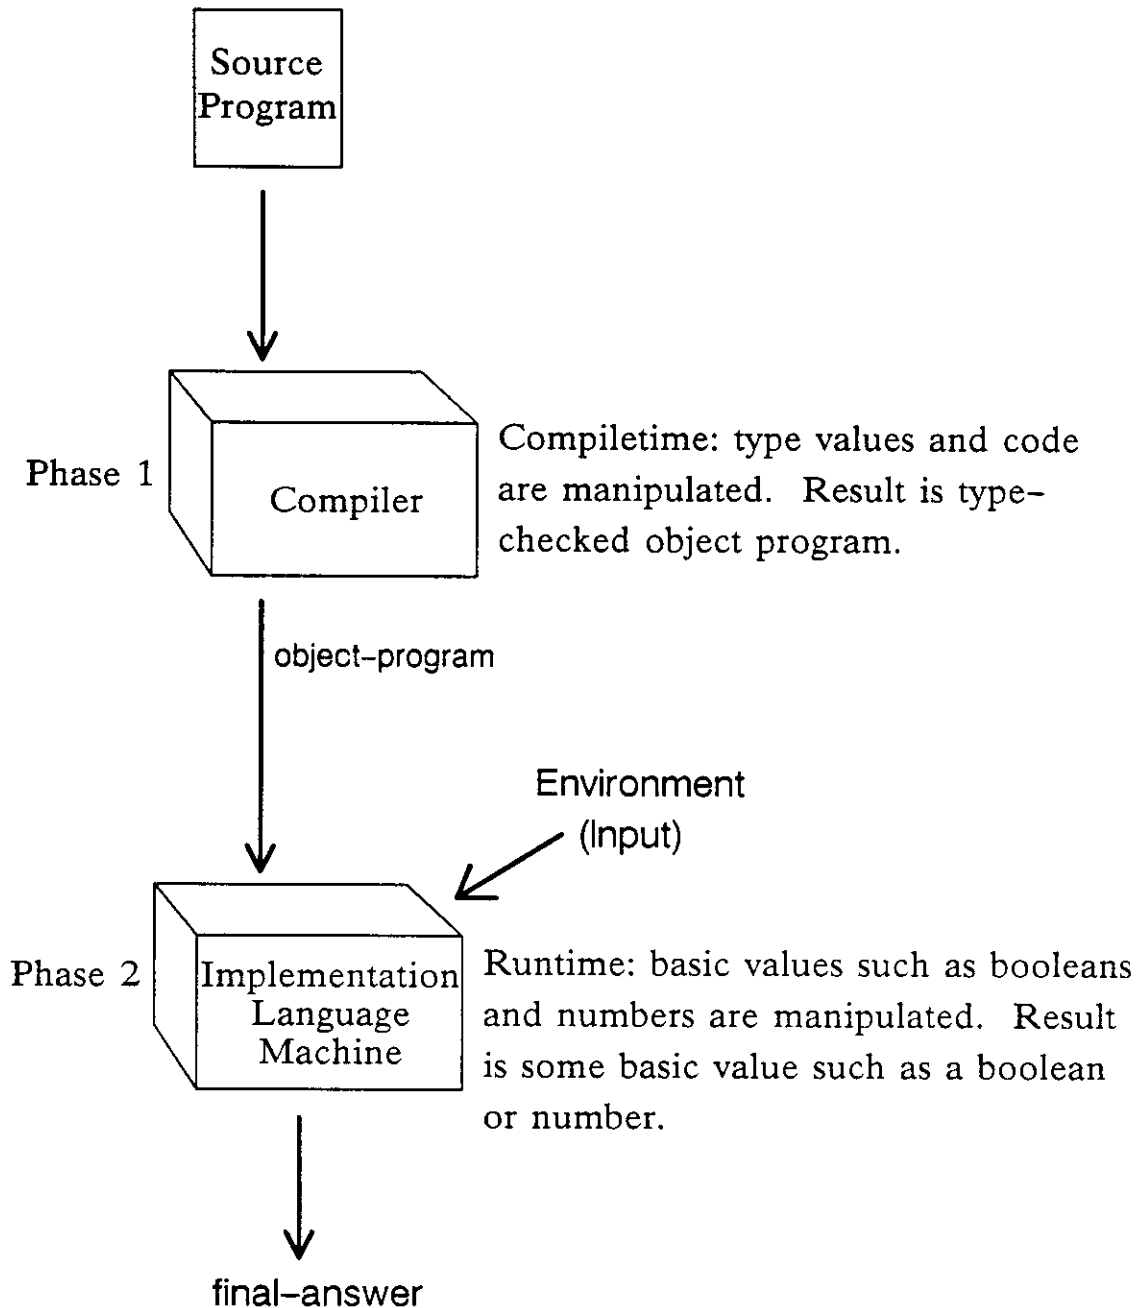 Source
Program
Phase 1
Compiler
Compiletime: type values and code
are manipulated. Result is type-
checked object program.
object-program
Environment
(Input)
Phase 2
Implementation
Language
Machine
Runtime: basic values such as booleans
and numbers are manipulated. Result
is some basic value such as a boolean
or number.
final-answer